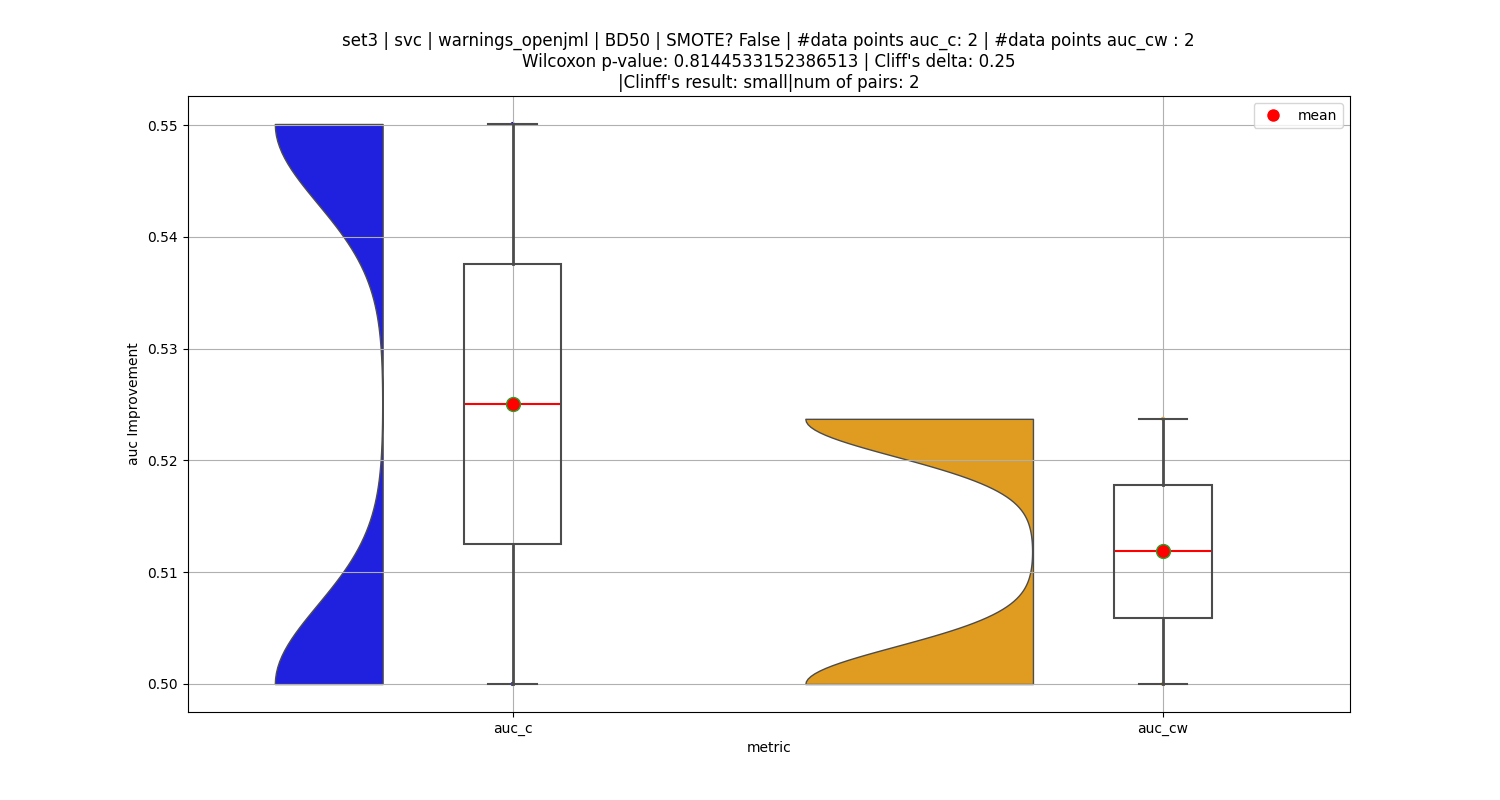 set3 | svc | warnings_openjml | BD50 | SMOTE? False | #data points auc_c: 2 | #data points auc_cw : 2
Wilcoxon p-value: 0.8144533152386513 | Cliff's delta: 0.25
|Clinff's result: small|num of pairs: 2
mean
0.55
0.54
0.53
0.52
0.51
0.50
auc Improvement
auc_c
auc_cw
metric